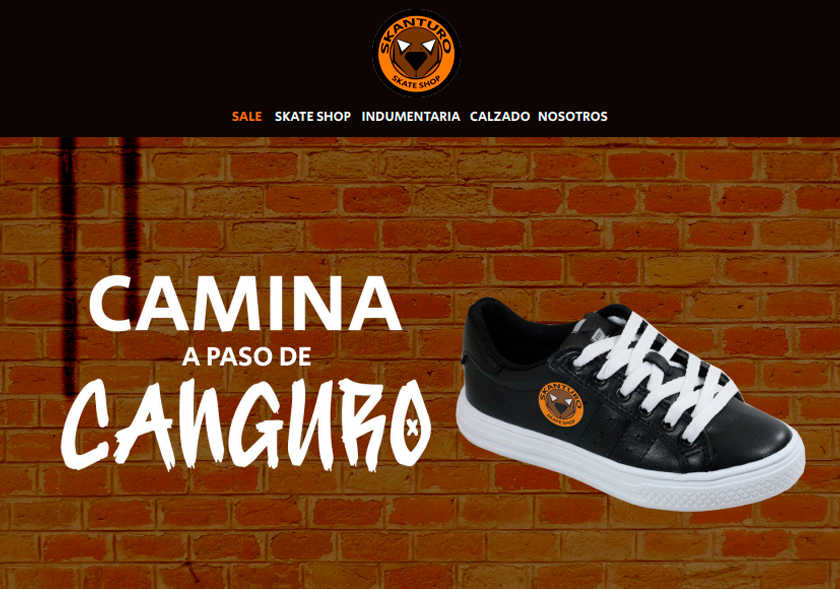 SKANTURO
SKATE SHOP
SALE SKATE SHOP INDUMENTARIA CALZADO NOSOTROS
CAMINA
A PASO DE
CANGURO
SKANTURO
SKATE SHOP